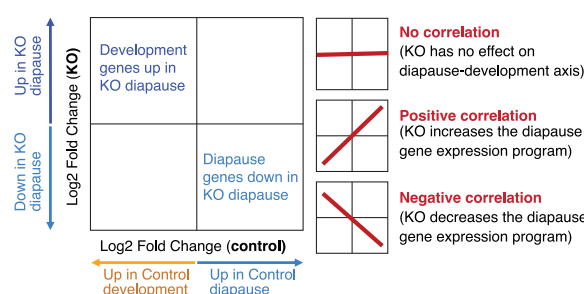 Up in KO
diapause
Down in KO
diapause
Log2 Fold Change (KO)
Development
genes up in
KO diapause
Diapause
genes down in
KO diapause
Log2 Fold Change (control)
Up in Control
development
Up in Control
diapause
No correlation
(KO has no effect on
diapause-development axis)
Positive correlation
(KO increases the diapause
gene expression program)
Negative correlation
(KO decreases the diapause
gene expression program)